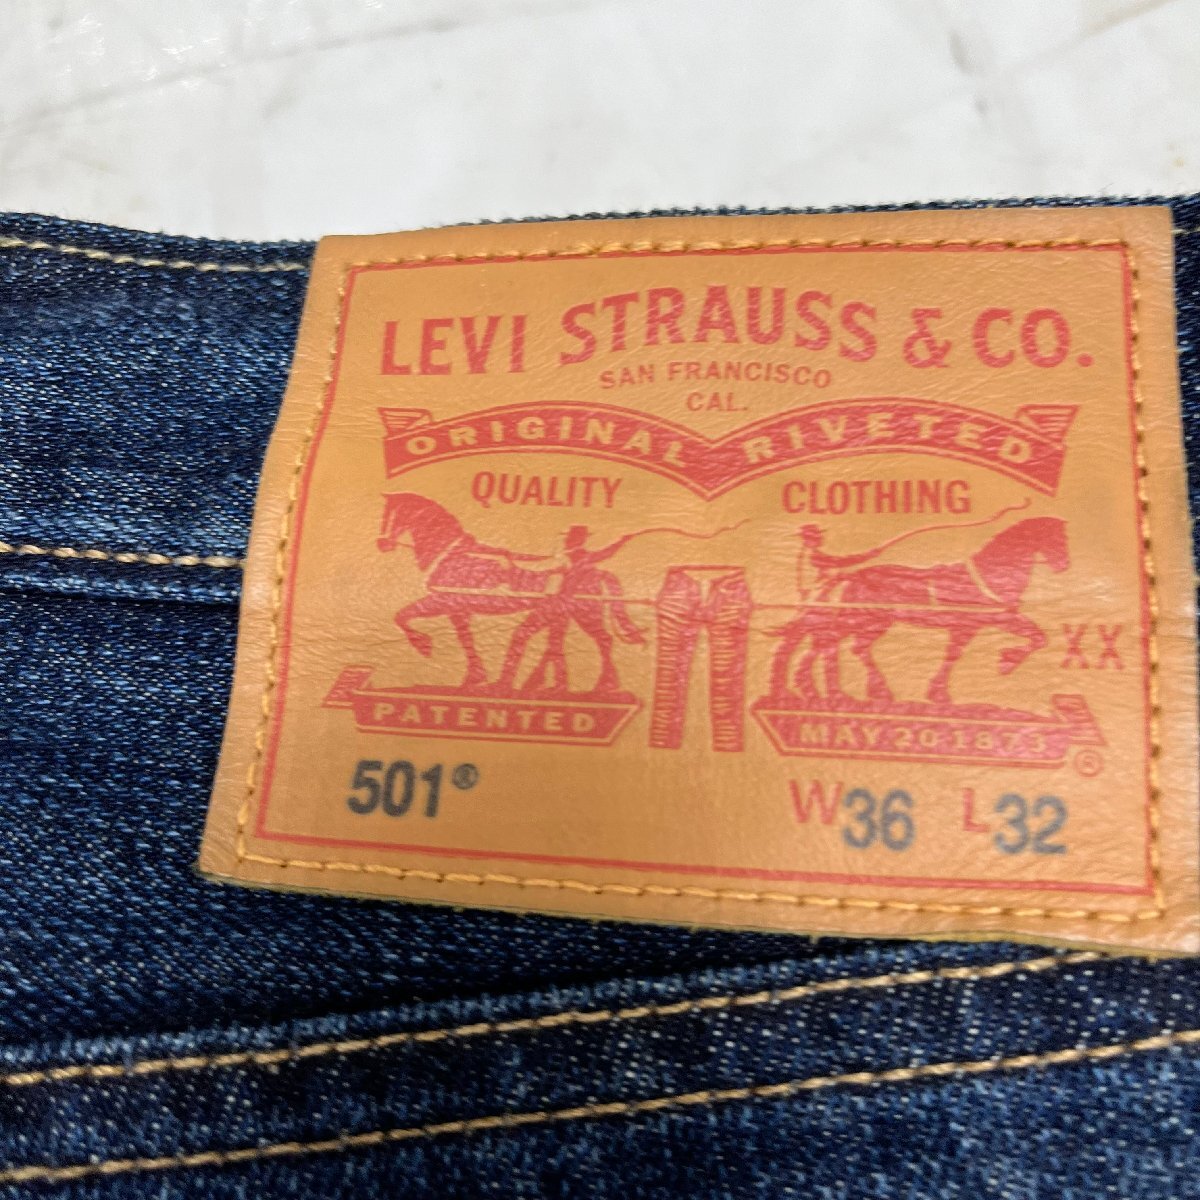 LEVI STRAUSS & CO.
SAN FRANCISCO
CAL.
ORIGINAL RIVETED
QUALITY CLOTHING
XX
PATENTED MAY 20 1873 ®
501® W36 L32